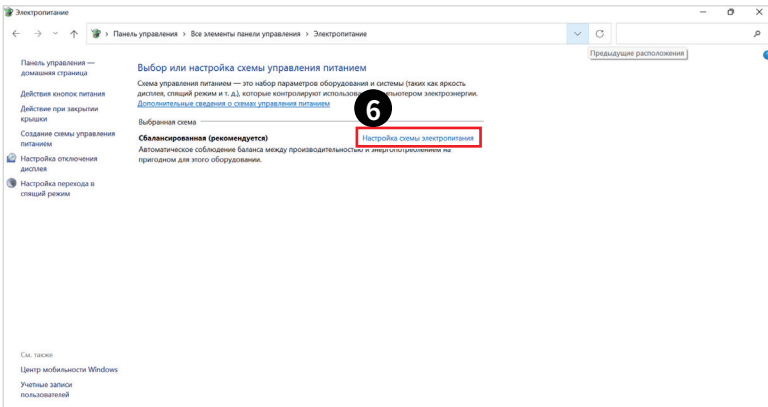 Электропитание
Панель управления > Все элементы панели управления > Электропитание
Предыдущие расположения
Панель управления —
домашняя страница
Действия кнопок питания
Действие при закрытии
крышки
Создание схемы управления
питанием
Настройка отключения
дисплея
Настройка перехода в
спящий режим
Выбор или настройка схемы управления питанием
Схема управления питанием — это набор параметров оборудования и системы (таких как яркость
дисплея, спящий режим и т. д.), которые контролируют электроэнергии.
Дополнительные сведения о схемах управления питанием
6
Выбранная схема
Сбалансированная (рекомендуется)
Настройка схемы электропитания
Автоматическое соблюдение баланса между производительностью и энергопотреблением на
пригодном для этого оборудовании.
См. также
Центр мобильности Windows
Учетные записи
пользователей